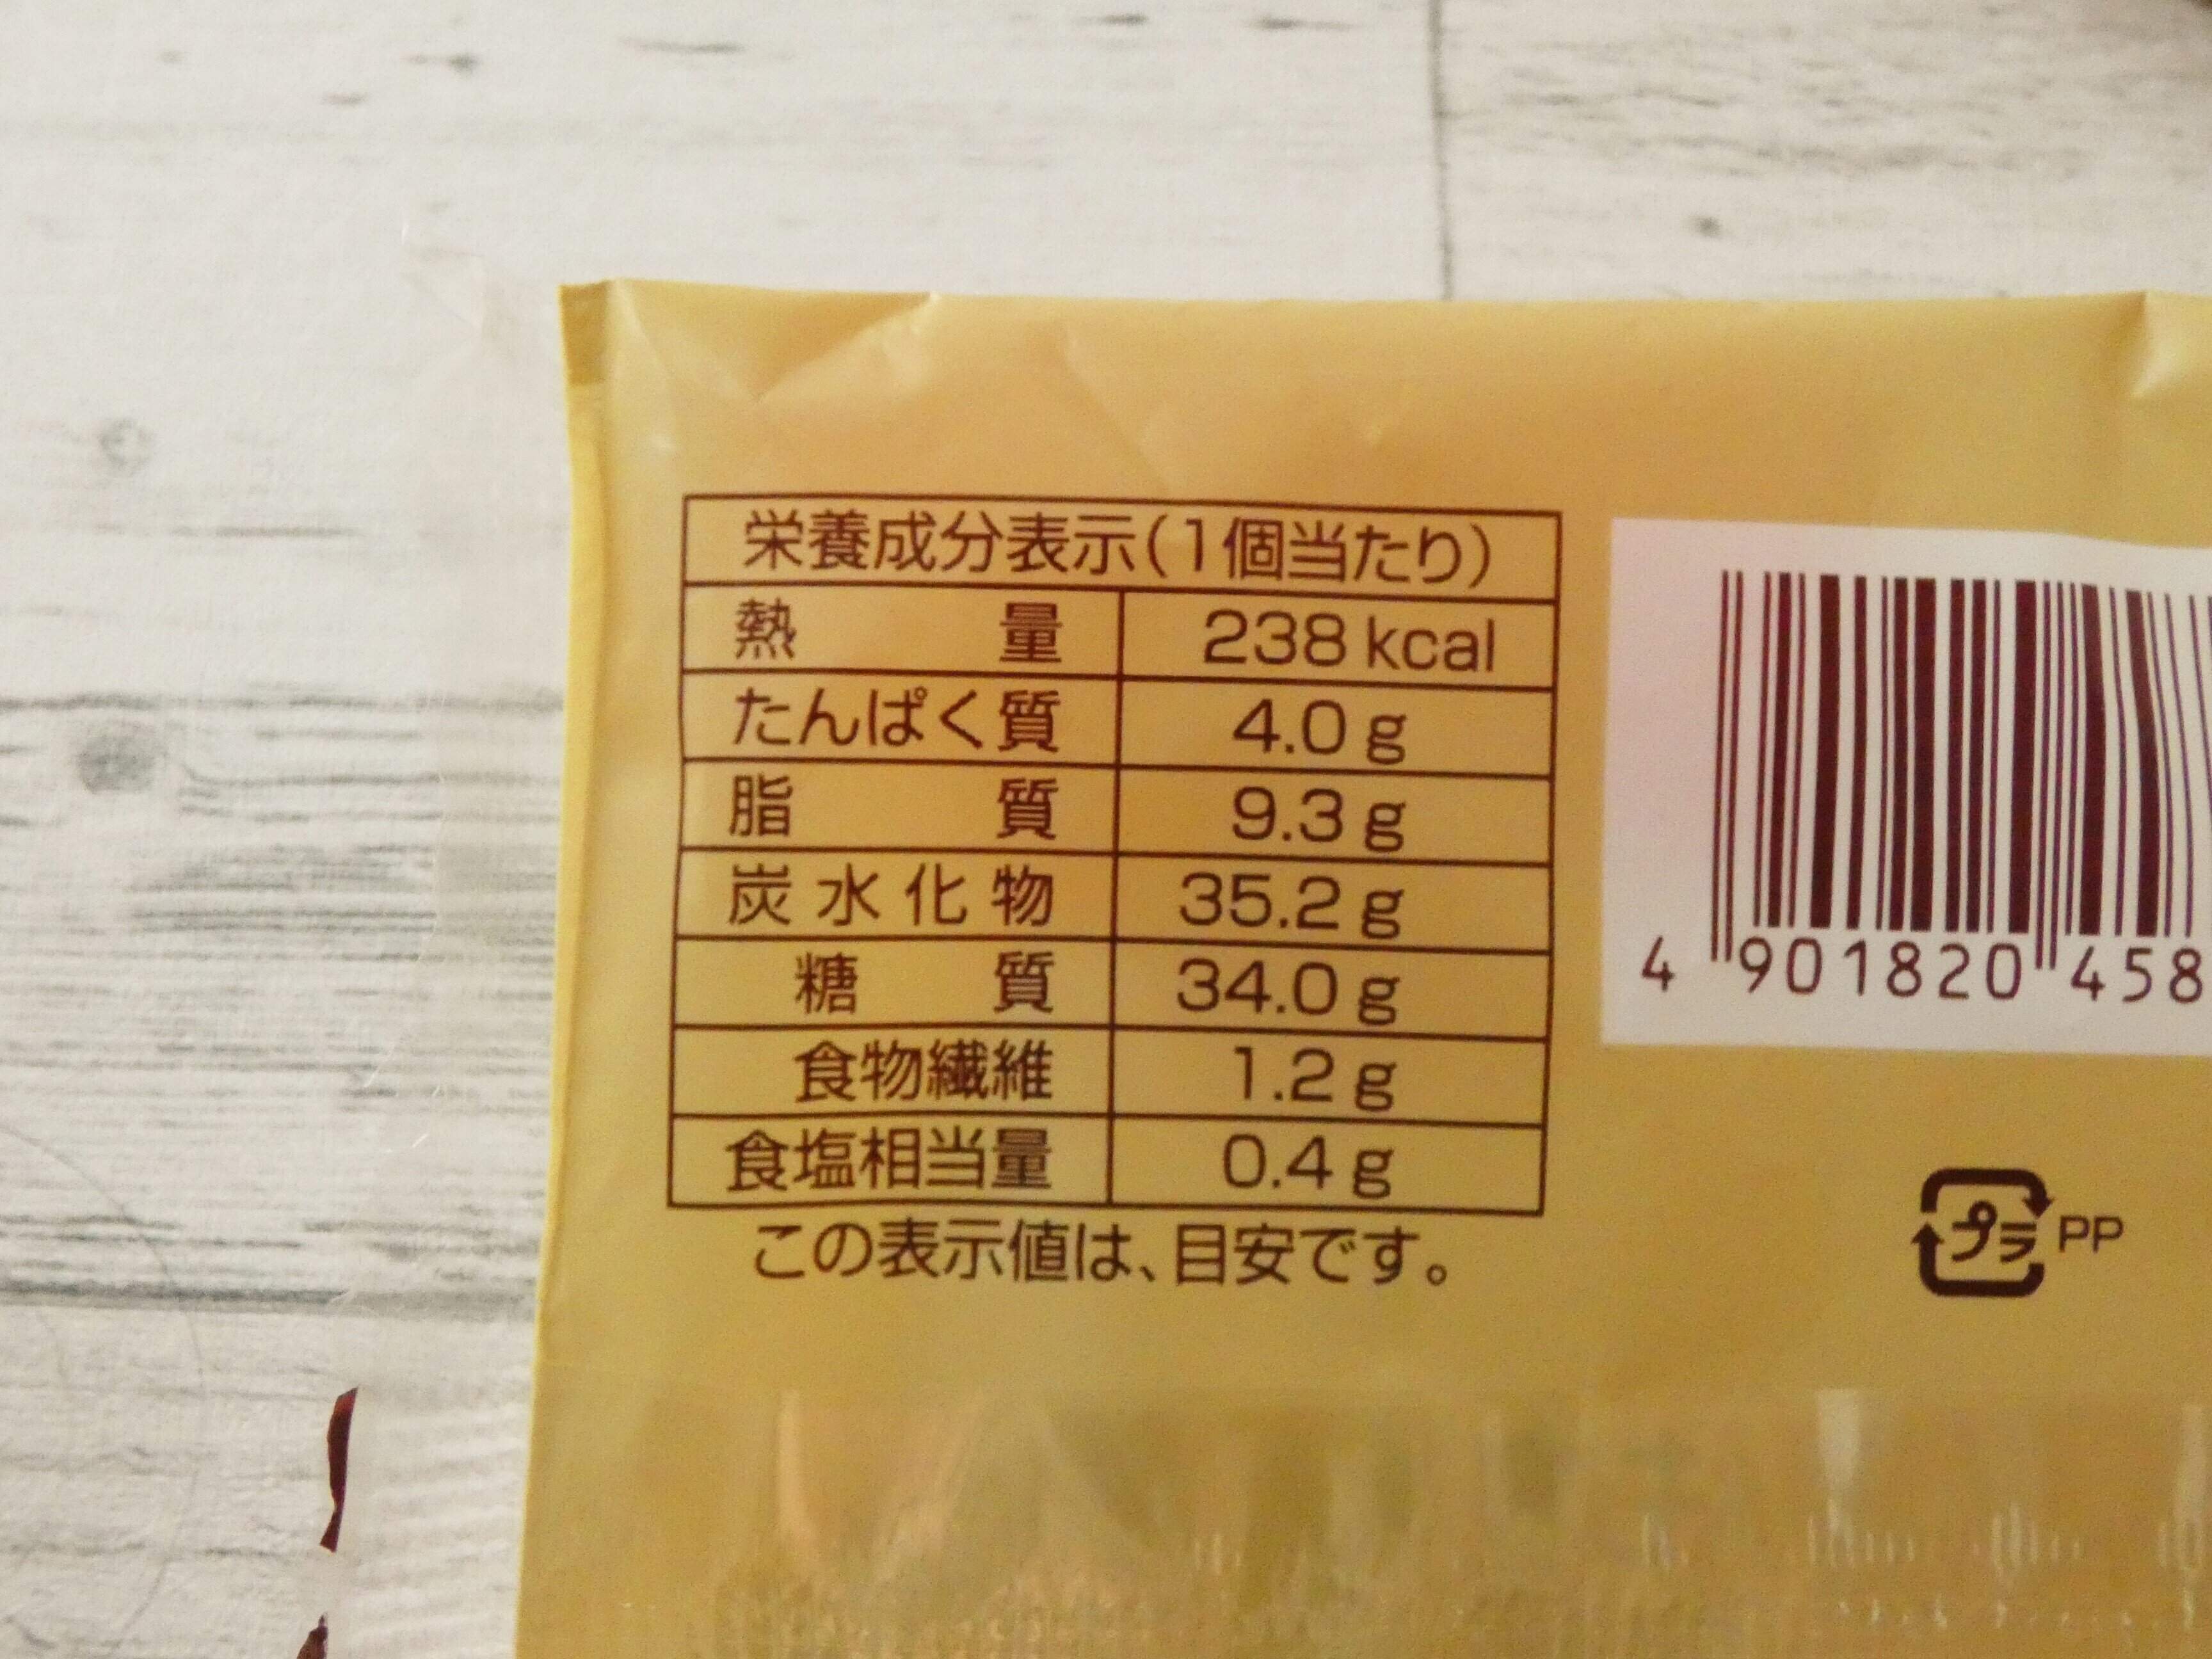 栄養成分表示(1個当たり)
熱量 238 kcal
たんぱく質 4.0 g
脂質 9.3 g
炭水化物 35.2 g
糖質 34.0 g
食物繊維 1.2 g
食塩相当量 0.4 g
この表示値は、目安です。
4 901820 458
プラ PP